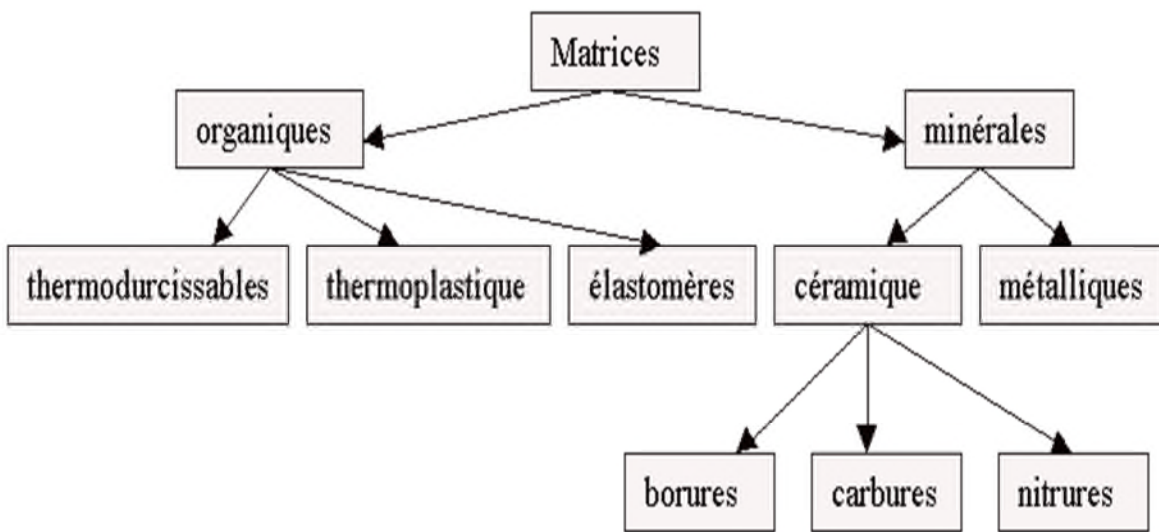 Matrices
organiques
minérales
thermodurcissables
thermoplastique
élastomères
céramique
métalliques
borures
carbures
nitrures